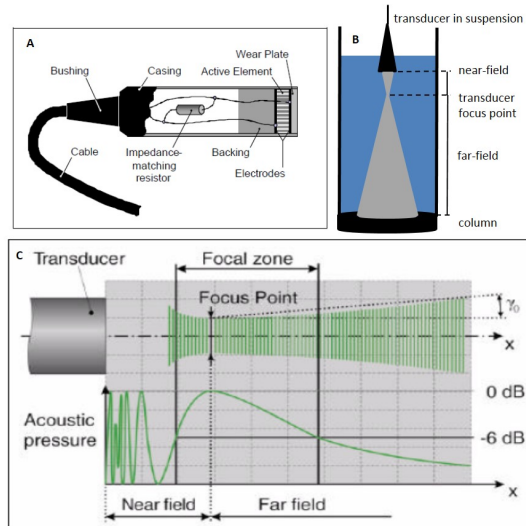 A
Wear Plate
Active Element
Bushing
Casing
Cable
Impedance-
matching
resistor
Backing
Electrodes
B
transducer in suspension
near-field
transducer
focus point
far-field
column
C
Transducer
Focal zone
Focus Point
γ₀
x
Acoustic
pressure
0 dB
-6 dB
x
Near field
Far field